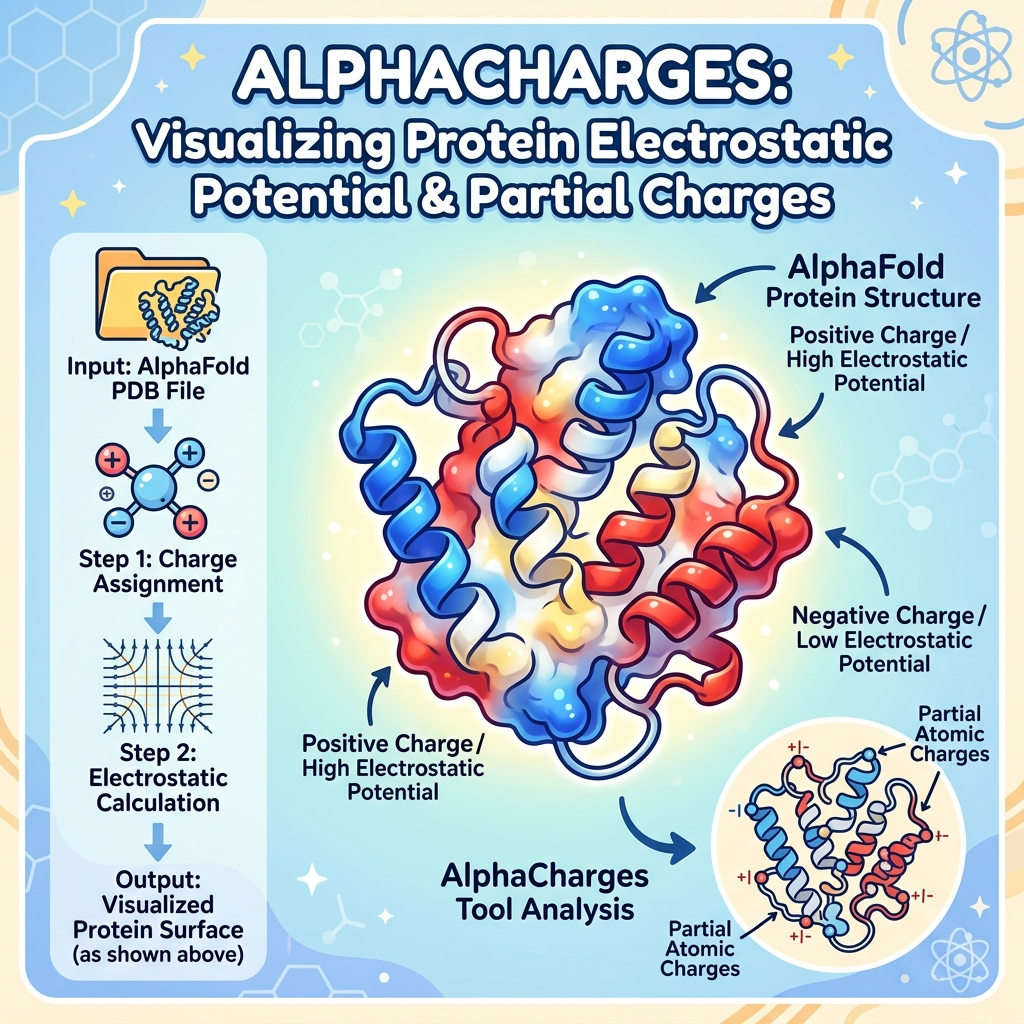 ALPHACHARGES:
Visualizing Protein Electrostatic
Potential & Partial Charges
Input: AlphaFold
PDB File
Step 1: Charge
Assignment
Step 2:
Electrostatic
Calculation
Output:
Visualized
Protein Surface
(as shown above)
AlphaFold
Protein Structure
Positive Charge/
High Electrostatic
Potential
Negative Charge/
Low Electrostatic
Potential
Positive Charge/
High Electrostatic
Potential
AlphaCharges
Tool Analysis
Partial
Atomic
Charges
+|-
-|
+|
+|-
+|-
Partial
Atomic
Charges